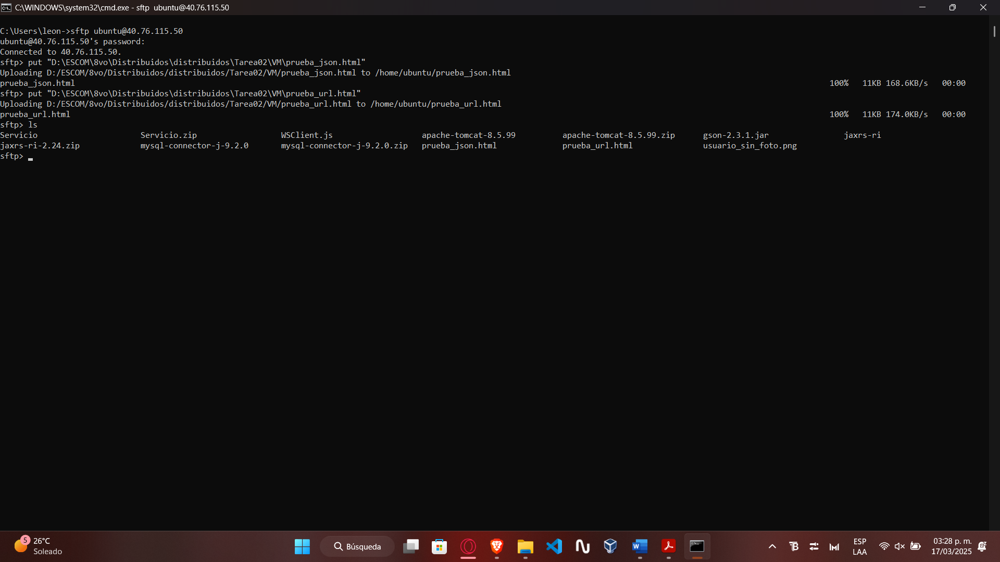 C:\WINDOWS\system32\cmd.exe - sftp  ubuntu@40.76.115.50
C:\Users\leon->sftp ubuntu@40.76.115.50
ubuntu@40.76.115.50's password:
Connected to 40.76.115.50.
sftp> put "D:\ESCOM\8vo\Distribuidos\distribuidos\Tarea02\VM\prueba_json.html"
Uploading D:/ESCOM/8vo/Distribuidos/distribuidos/Tarea02/VM/prueba_json.html to /home/ubuntu/prueba_json.html
prueba_json.html 100% 11KB 168.6KB/s 00:00
sftp> put "D:\ESCOM\8vo\Distribuidos\distribuidos\Tarea02\VM\prueba_url.html"
Uploading D:/ESCOM/8vo/Distribuidos/distribuidos/Tarea02/VM/prueba_url.html to /home/ubuntu/prueba_url.html
prueba_url.html 100% 11KB 174.0KB/s 00:00
sftp> ls
Servicio Servicio.zip WSClient.js apache-tomcat-8.5.99 apache-tomcat-8.5.99.zip gson-2.3.1.jar jaxrs-ri
jaxrs-ri-2.24.zip mysql-connector-j-9.2.0 mysql-connector-j-9.2.0.zip prueba_json.html prueba_url.html usuario_sin_foto.png
sftp>
5
26°C
Soleado
Búsqueda
ESP
LAA
03:28 p. m.
17/03/2025